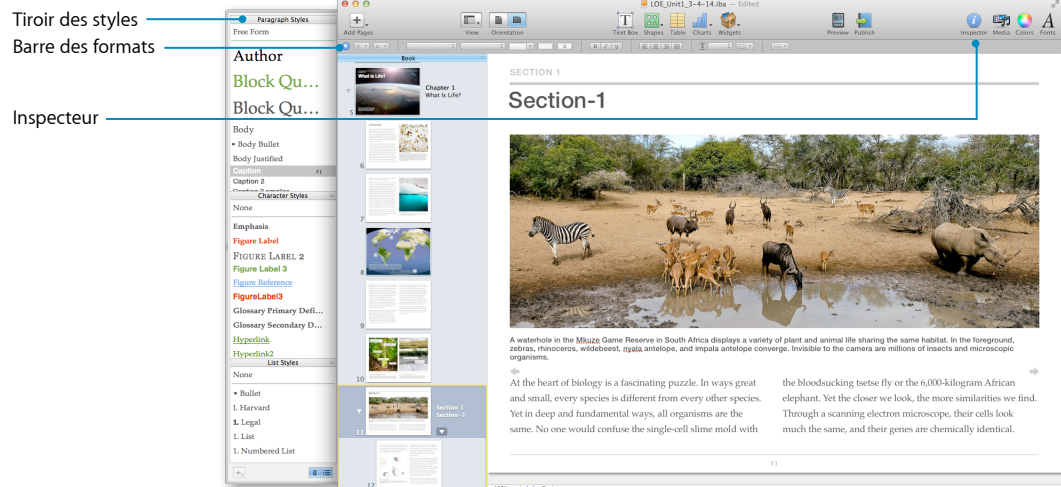 Tiroir des styles
Barre des formats
Inspecteur
Paragraph Styles
Free Form
Author
Block Qu…
Block Qu…
Body
• Body Bullet
Body Justified
Caption F1
Caption 2
Character Styles
None
Emphasis
Figure Label
FIGURE LABEL 2
Figure Label 3
Figure Reference
FigureLabel3
Glossary Primary Defi…
Glossary Secondary D…
Hyperlink
Hyperlink2
List Styles
None
• Bullet
I. Harvard
1. Legal
1. List
1. Numbered List
LOE_Unit1_3-4-14.iba — Edited
Add Pages
View
Orientation
Text Box
Shapes
Table
Charts
Widgets
Preview
Publish
Inspector
Media
Colors
Fonts
B I U
Book
What Is Life?
Chapter 1
What Is Life?
5
6
7
8
9
10
Section 1
Section-1
11
12
SECTION 1
Section-1
A waterhole in the Mkuze Game Reserve in South Africa displays a variety of plant and animal life sharing the same habitat. In the foreground,
zebras, rhinoceros, wildebeest, nyala antelope, and impala antelope converge. Invisible to the camera are millions of insects and microscopic
organisms.
At the heart of biology is a fascinating puzzle. In ways great
and small, every species is different from every other species.
Yet in deep and fundamental ways, all organisms are the
same. No one would confuse the single-cell slime mold with
the bloodsucking tsetse fly or the 6,000-kilogram African
elephant. Yet the closer we look, the more similarities we find.
Through a scanning electron microscope, their cells look
much the same, and their genes are chemically identical.
11